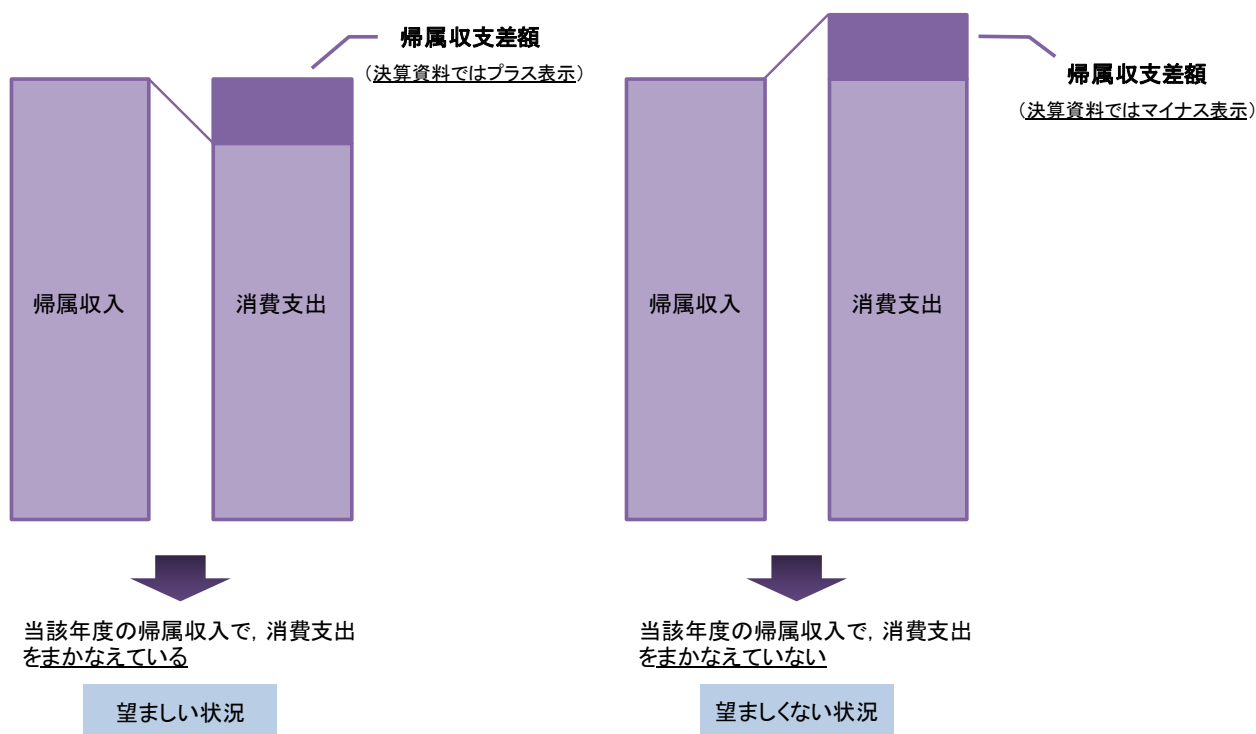 帰属収支差額
（決算資料ではプラス表示）
帰属収入
消費支出
当該年度の帰属収入で, 消費支出
をまかなえている
望ましい状況
帰属収支差額
（決算資料ではマイナス表示）
帰属収入
消費支出
当該年度の帰属収入で, 消費支出
をまかなえていない
望ましくない状況